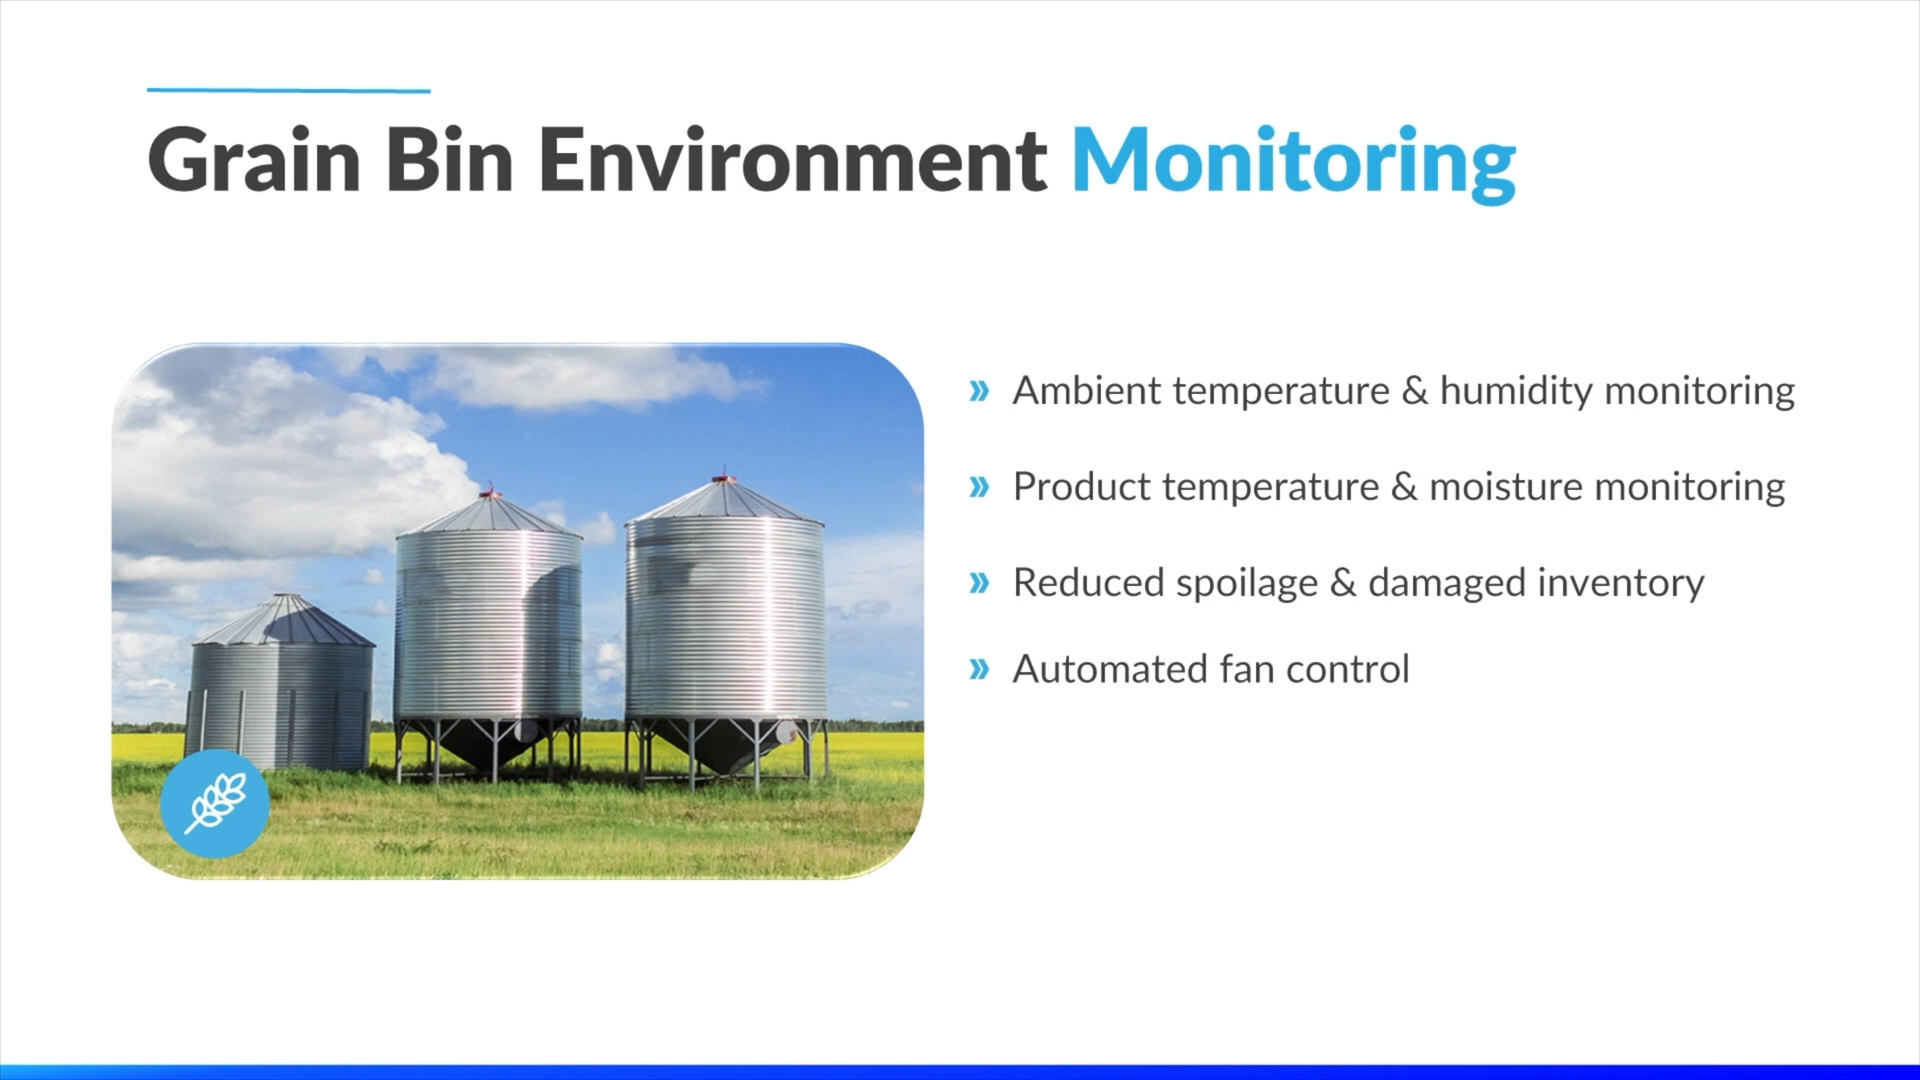 Grain Bin Environment Monitoring
» Ambient temperature & humidity monitoring
» Product temperature & moisture monitoring
» Reduced spoilage & damaged inventory
» Automated fan control